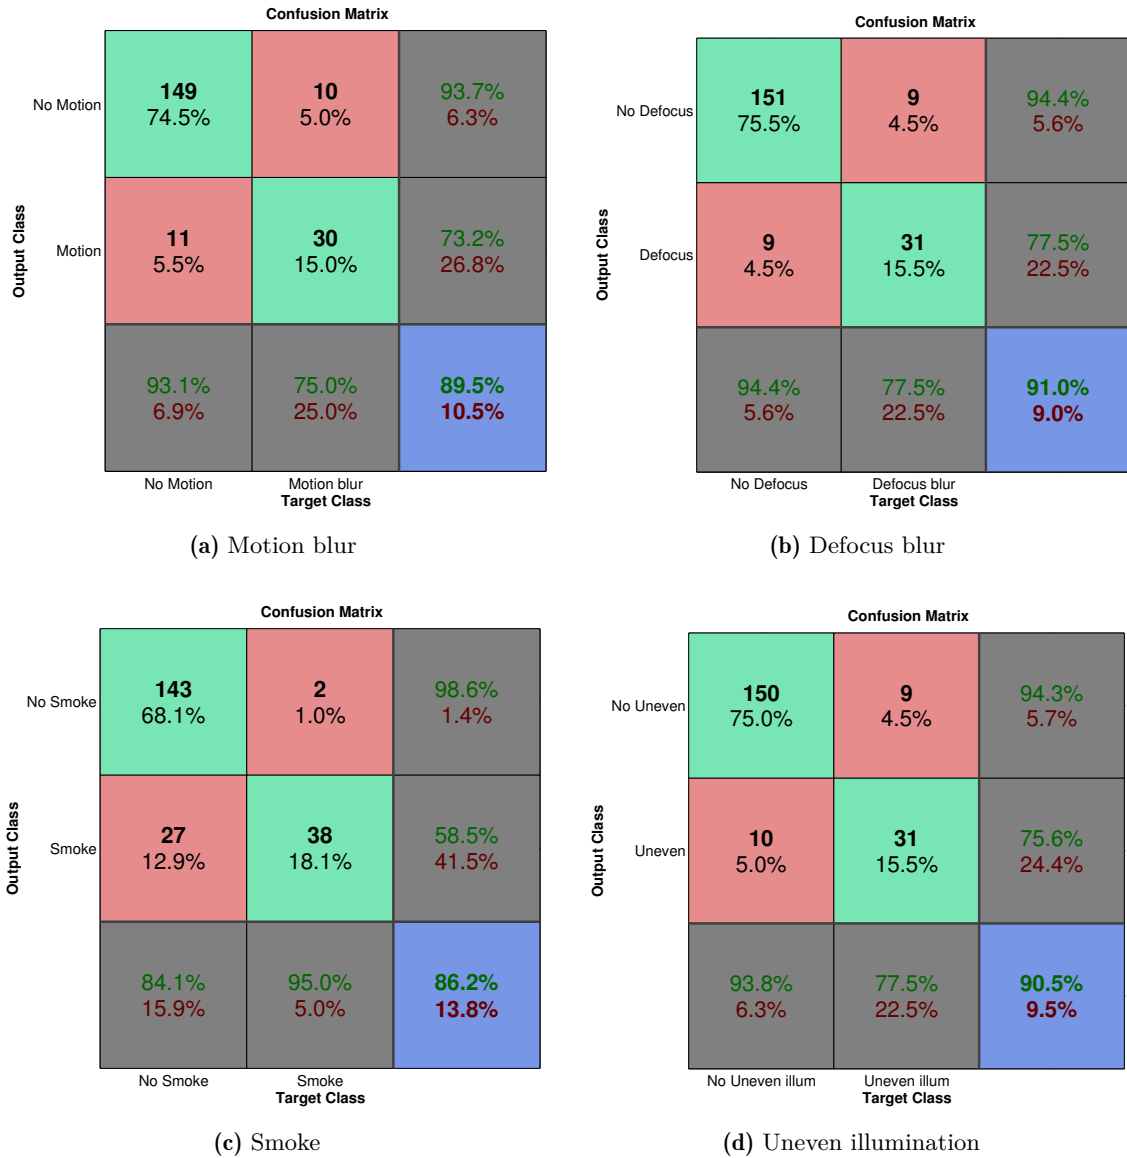 Confusion Matrix
No Motion 149 10 93.7%
74.5% 5.0% 6.3%
Motion 11 30 73.2%
5.5% 15.0% 26.8%
93.1% 75.0% 89.5%
6.9% 25.0% 10.5%
No Motion Motion blur
Target Class
Output Class
(a) Motion blur
Confusion Matrix
No Defocus 151 9 94.4%
75.5% 4.5% 5.6%
Defocus 9 31 77.5%
4.5% 15.5% 22.5%
94.4% 77.5% 91.0%
5.6% 22.5% 9.0%
No Defocus Defocus blur
Target Class
Output Class
(b) Defocus blur
Confusion Matrix
No Smoke 143 2 98.6%
68.1% 1.0% 1.4%
Smoke 27 38 58.5%
12.9% 18.1% 41.5%
84.1% 95.0% 86.2%
15.9% 5.0% 13.8%
No Smoke Smoke
Target Class
Output Class
(c) Smoke
Confusion Matrix
No Uneven 150 9 94.3%
75.0% 4.5% 5.7%
Uneven 10 31 75.6%
5.0% 15.5% 24.4%
93.8% 77.5% 90.5%
6.3% 22.5% 9.5%
No Uneven illum Uneven illum
Target Class
Output Class
(d) Uneven illumination